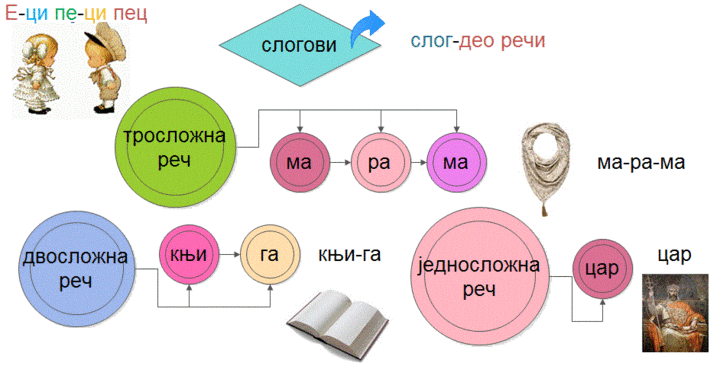 Е-ци пе-ци пец
слогови
слог-део речи
тросложна
реч
ма
ра
ма
ма-ра-ма
двосложна
реч
књи
га
књи-га
једносложна
реч
цар
цар